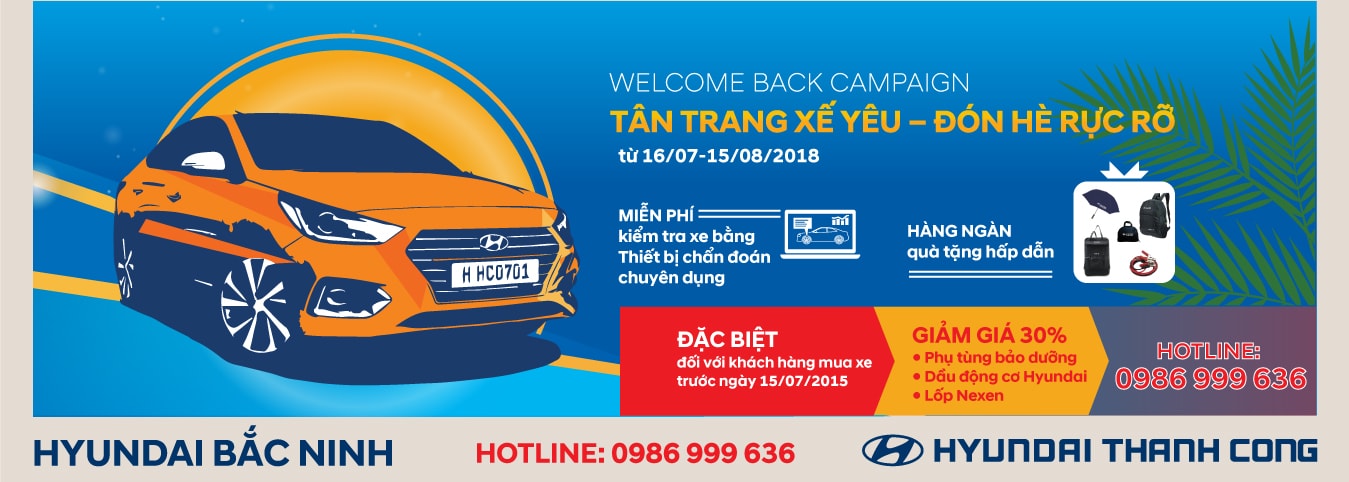 WELCOME BACK CAMPAIGN
TÂN TRANG XẾ YÊU – ĐÓN HÈ RỰC RỠ
từ 16/07-15/08/2018
MIỄN PHÍ
kiểm tra xe bằng
Thiết bị chẩn đoán
chuyên dụng
HÀNG NGÀN
quà tặng hấp dẫn
H HC0701
ĐẶC BIỆT
đối với khách hàng mua xe
trước ngày 15/07/2015
GIẢM GIÁ 30%
• Phụ tùng bảo dưỡng
• Dầu động cơ Hyundai
• Lốp Nexen
HOTLINE:
0986 999 636
HYUNDAI BẮC NINH
HOTLINE: 0986 999 636
HYUNDAI THANH CONG